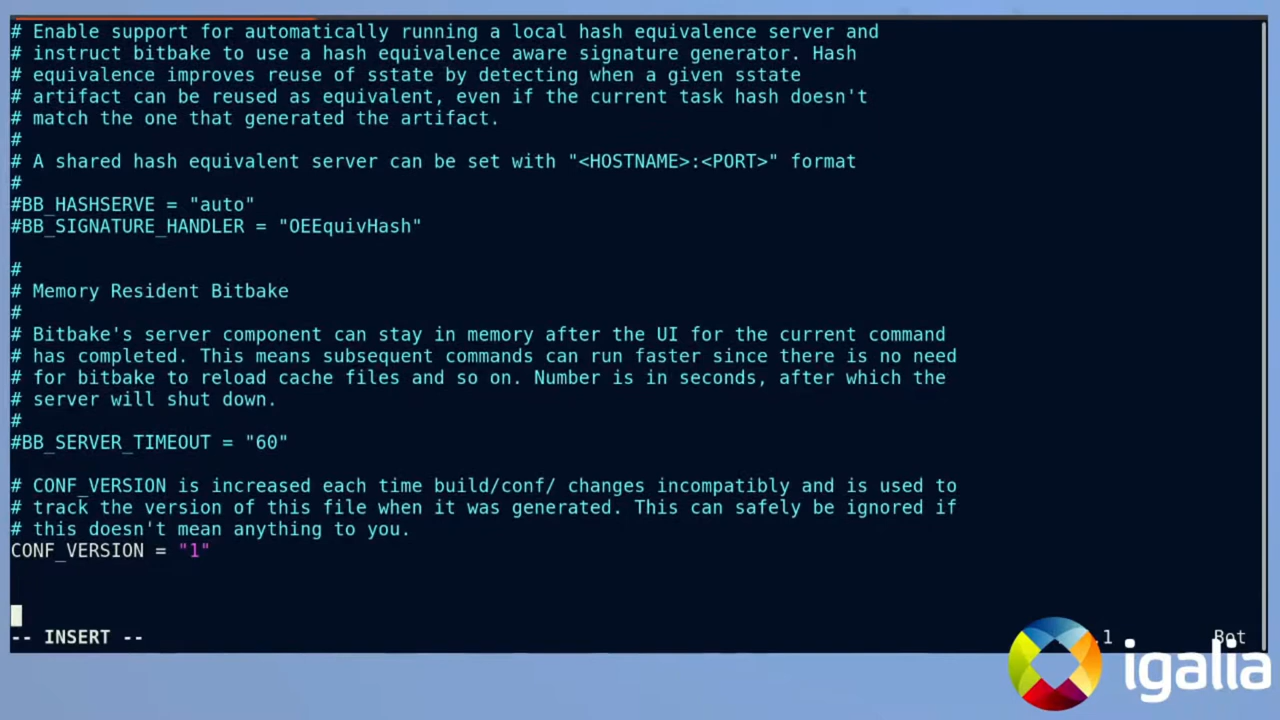 # Enable support for automatically running a local hash equivalence server and
# instruct bitbake to use a hash equivalence aware signature generator. Hash
# equivalence improves reuse of sstate by detecting when a given sstate
# artifact can be reused as equivalent, even if the current task hash doesn't
# match the one that generated the artifact.
#
# A shared hash equivalent server can be set with "<HOSTNAME>:<PORT>" format
#
#BB_HASHSERVE = "auto"
#BB_SIGNATURE_HANDLER = "OEEquivHash"
#
# Memory Resident Bitbake
#
# Bitbake's server component can stay in memory after the UI for the current command
# has completed. This means subsequent commands can run faster since there is no need
# for bitbake to reload cache files and so on. Number is in seconds, after which the
# server will shut down.
#
#BB_SERVER_TIMEOUT = "60"
# CONF_VERSION is increased each time build/conf/ changes incompatibly and is used to
# track the version of this file when it was generated. This can safely be ignored if
# this doesn't mean anything to you.
CONF_VERSION = "1"
-- INSERT -- .1 Bot
igalia